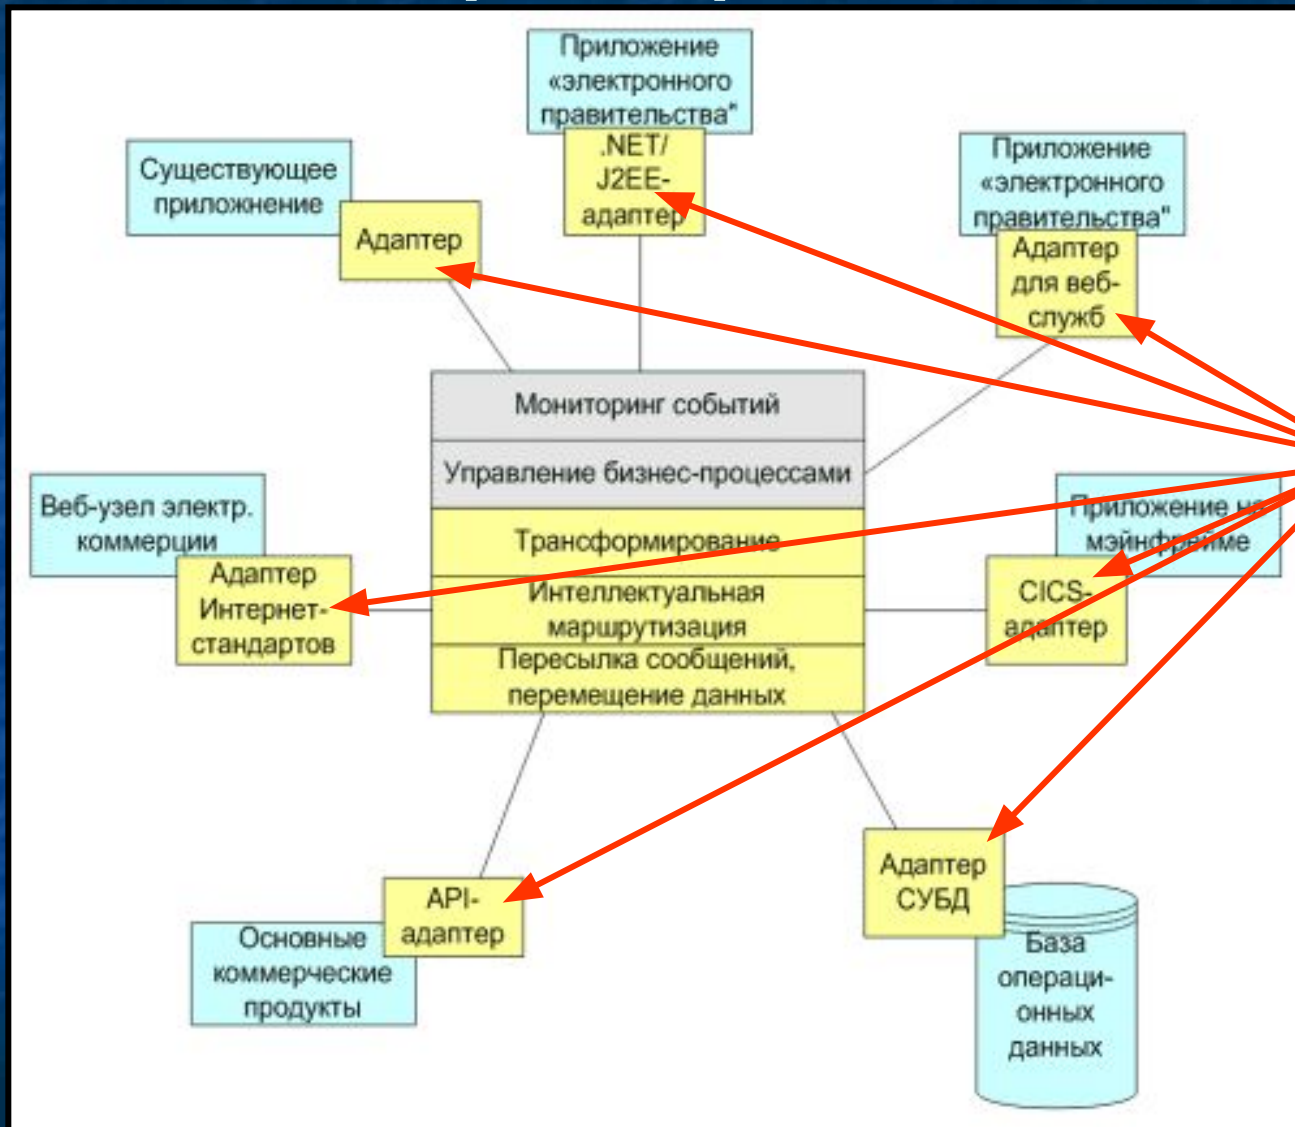 Приложение
«электронного
правительства"
.NET/
J2EE-
адаптер
Существующее
приложнение
Адаптер
Приложение
«электронного
правительства"
Адаптер
для веб-
служб
Мониторинг событий
Управление бизнес-процессами
Трансформирование
Интеллектуальная
маршрутизация
Пересылка сообщений,
перемещение данных
Веб-узел электр.
коммерции
Адаптер
Интернет-
стандартов
Приложение на
мэйнфрейме
CICS-
адаптер
API-
адаптер
Основные
коммерческие
продукты
Адаптер
СУБД
База
операци-
онных
данных